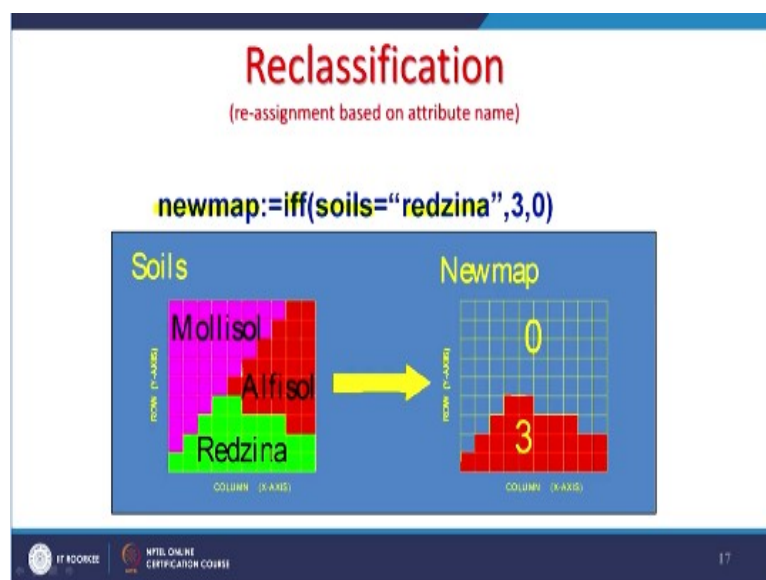 Reclassification
(re-assignment based on attribute name)
newmap:=iff(soils=“redzina”,3,0)
Soils
Newmap
Mollisol
Alfisol
Redzina
0
3
ROW (Y-AXIS)
COLUMN (X-AXIS)
ROW (Y-AXIS)
COLUMN (X-AXIS)
IIT ROORKEE
NPTEL ONLINE
CERTIFICATION COURSE
17